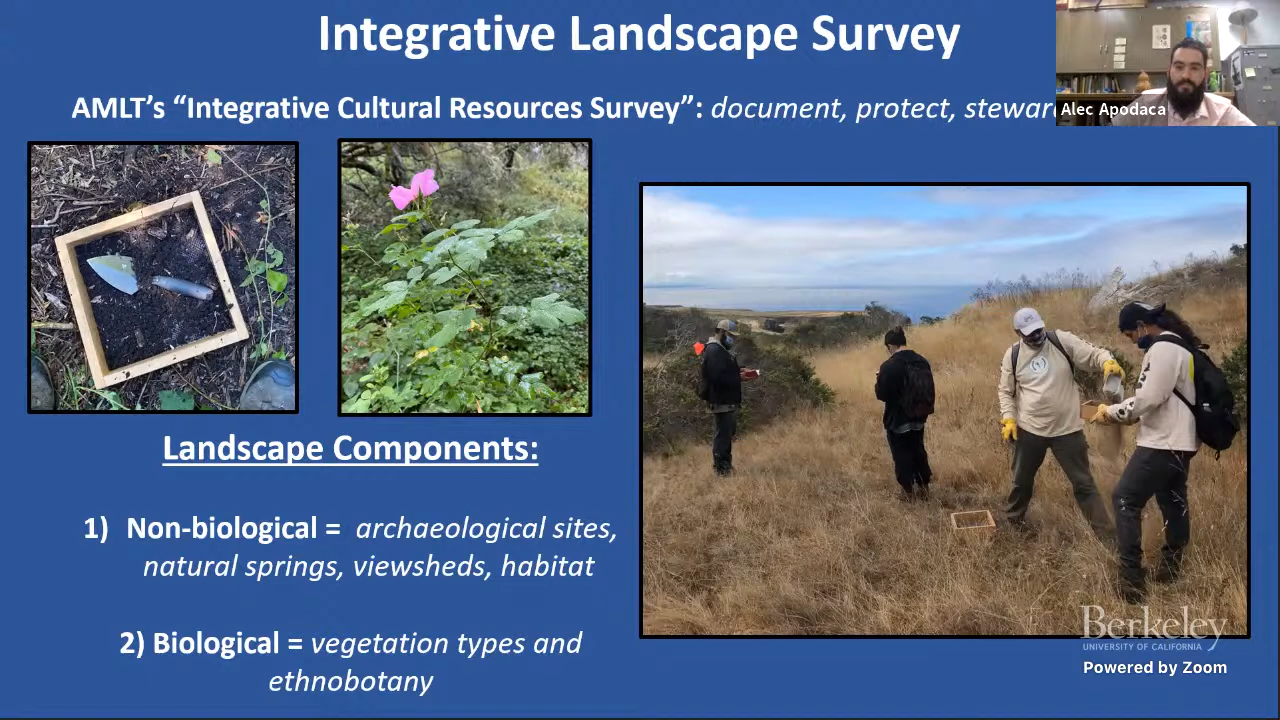 Integrative Landscape Survey
AMLT's “Integrative Cultural Resources Survey”: document, protect, steward
Alec Apodaca
Landscape Components:
1) Non-biological = archaeological sites,
natural springs, viewsheds, habitat
2) Biological = vegetation types and
ethnobotany
Berkeley
UNIVERSITY OF CALIFORNIA
Powered by Zoom